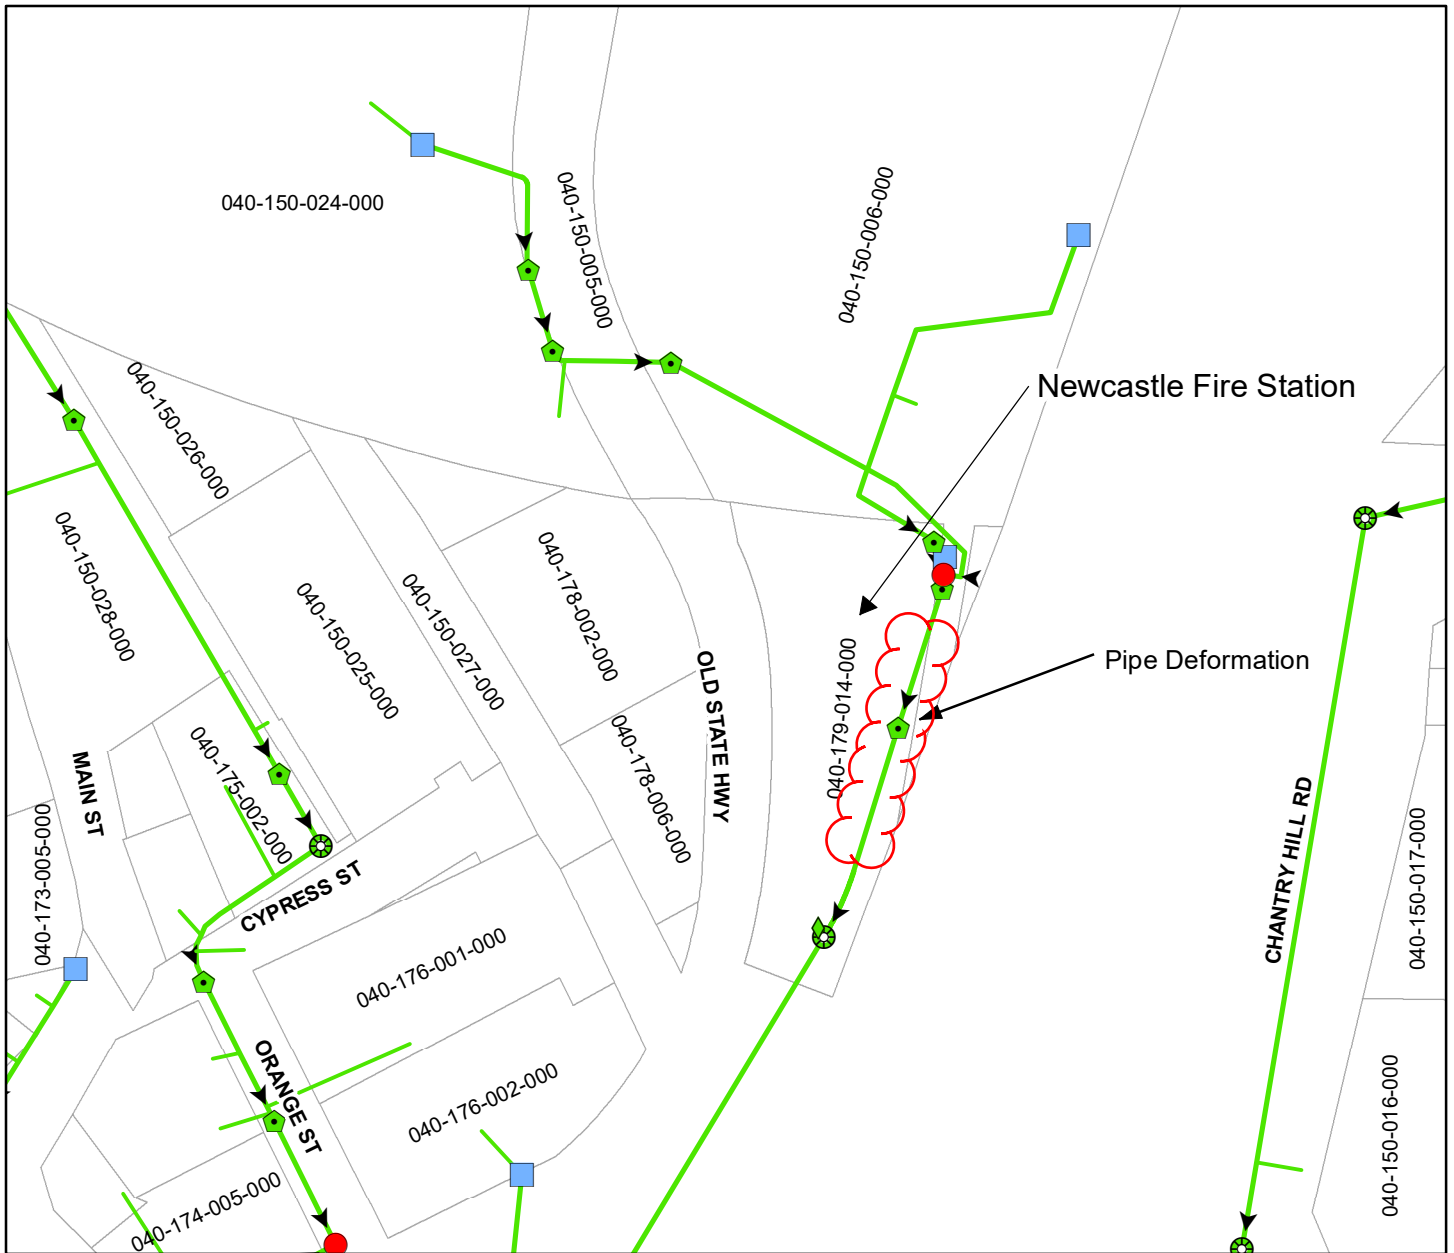 040-150-024-000
040-150-005-000
040-150-006-000
Newcastle Fire Station
040-150-026-000
040-150-028-000
040-150-025-000
040-150-027-000
040-178-002-000
OLD STATE HWY
040-179-014-000
Pipe Deformation
040-178-006-000
MAIN ST
040-175-002-000
040-173-005-000
CYPRESS ST
CHANTRY HILL RD
040-150-017-000
040-176-001-000
ORANGE ST
040-176-002-000
040-150-016-000
040-174-005-000